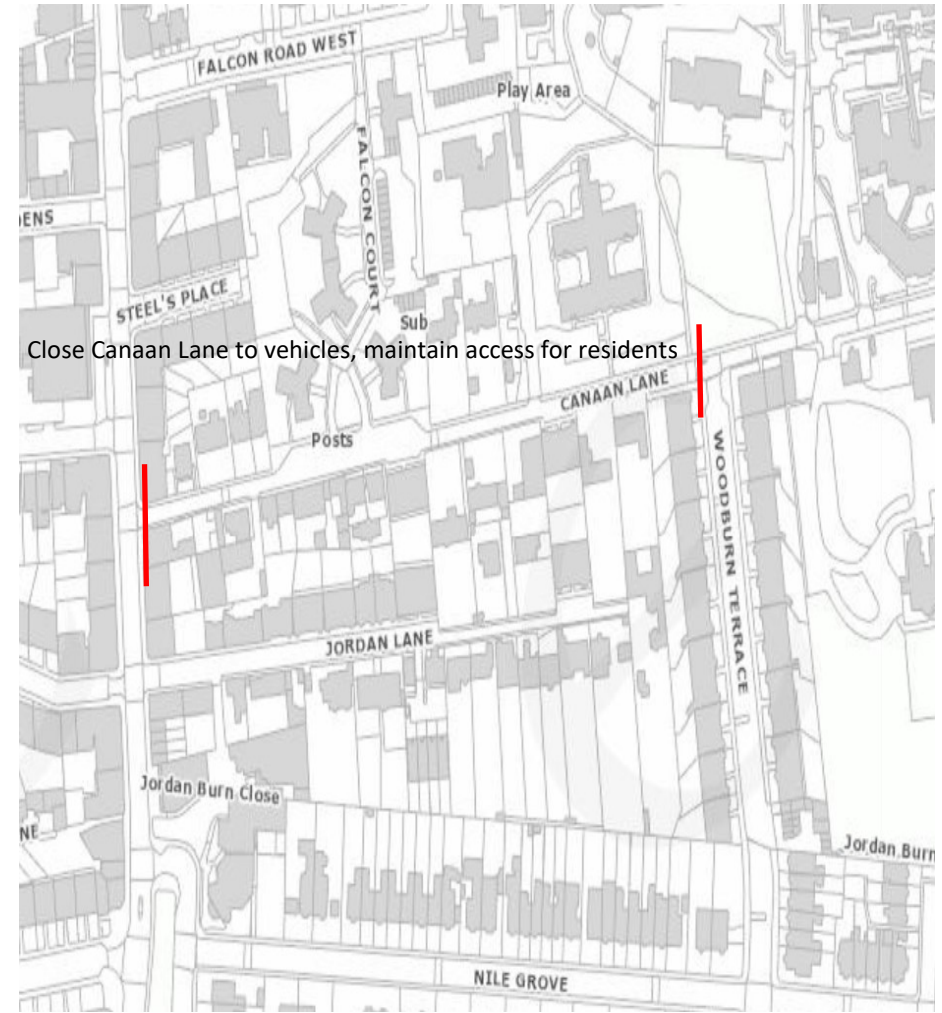 FALCON ROAD WEST
Play Area
FALCON COURT
ENS
STEEL'S PLACE
Sub
Close Canaan Lane to vehicles, maintain access for residents
CANAAN LANE
Posts
WOODBURN TERRACE
JORDAN LANE
Jordan Burn Close
NE
Jordan Burn
NILE GROVE